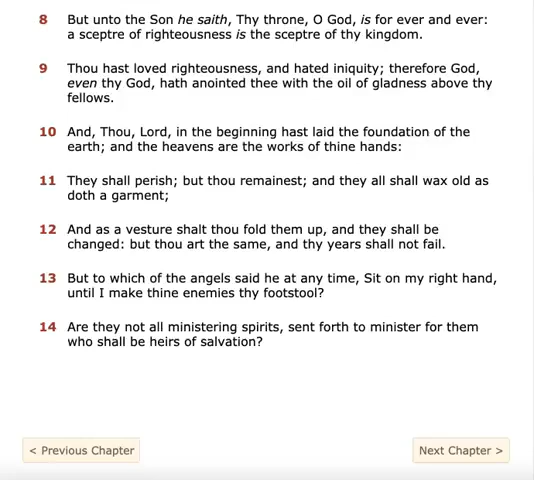 8 But unto the Son he saith, Thy throne, O God, is for ever and ever:
a sceptre of righteousness is the sceptre of thy kingdom.
9 Thou hast loved righteousness, and hated iniquity; therefore God,
even thy God, hath anointed thee with the oil of gladness above thy
fellows.
10 And, Thou, Lord, in the beginning hast laid the foundation of the
earth; and the heavens are the works of thine hands:
11 They shall perish; but thou remainest; and they all shall wax old as
doth a garment;
12 And as a vesture shalt thou fold them up, and they shall be
changed: but thou art the same, and thy years shall not fail.
13 But to which of the angels said he at any time, Sit on my right hand,
until I make thine enemies thy footstool?
14 Are they not all ministering spirits, sent forth to minister for them
who shall be heirs of salvation?
< Previous Chapter Next Chapter >